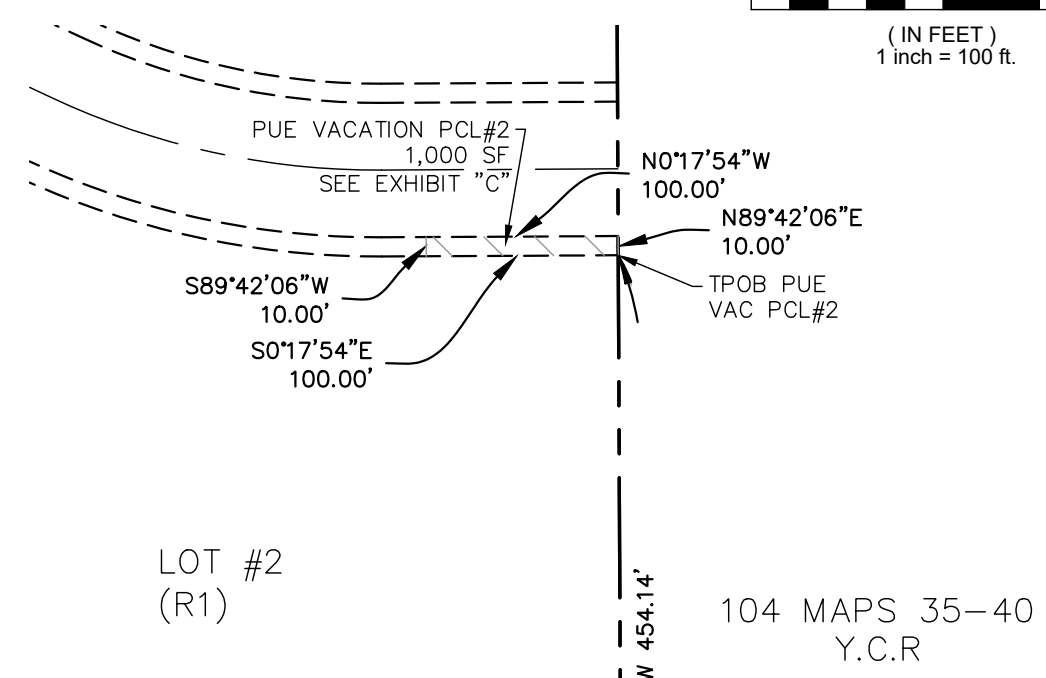 ( IN FEET )
1 inch = 100 ft.
PUE VACATION PCL#2
1,000 SF
SEE EXHIBIT "C"
N0°17'54"W
100.00'
N89°42'06"E
10.00'
S89°42'06"W
10.00'
TPOB PUE
VAC PCL#2
S0°17'54"E
100.00'
LOT #2
(R1)
W 454.14'
104 MAPS 35-40
Y.C.R